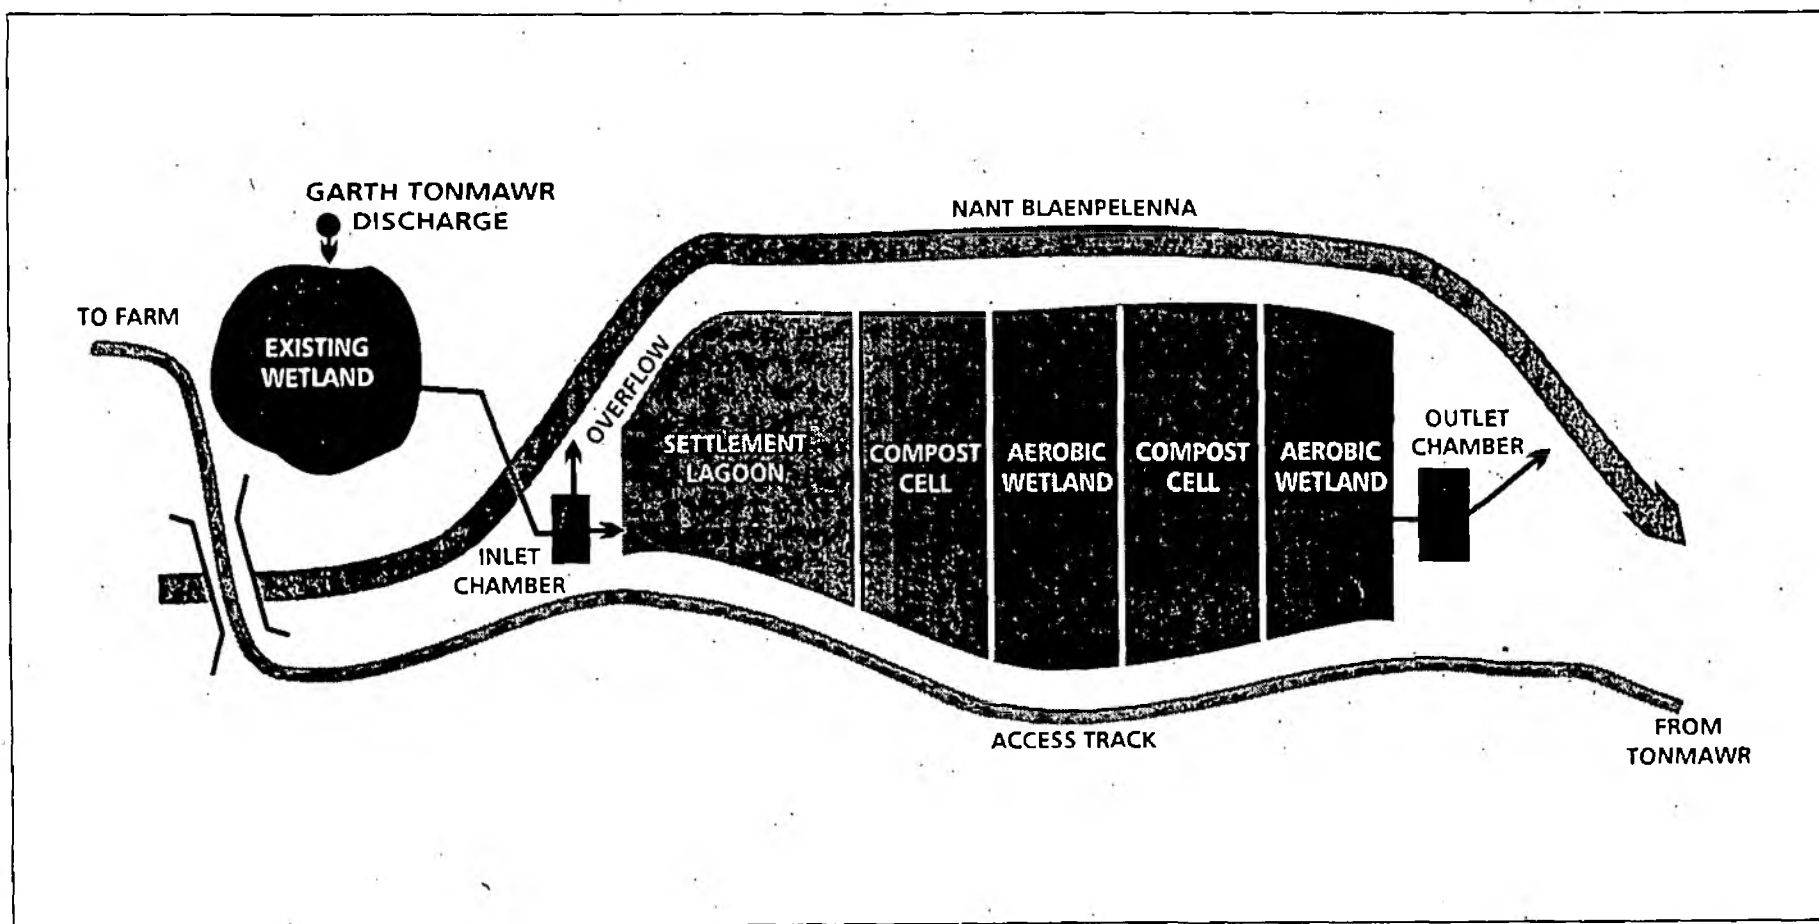 GARTH TONMAWR
DISCHARGE
NANT BLAENPELENNA
TO FARM
EXISTING
WETLAND
OVERFLOW
SETTLEMENT
LAGOON
COMPOST
CELL
AEROBIC
WETLAND
COMPOST
CELL
AEROBIC
WETLAND
OUTLET
CHAMBER
INLET
CHAMBER
ACCESS TRACK
FROM
TONMAWR